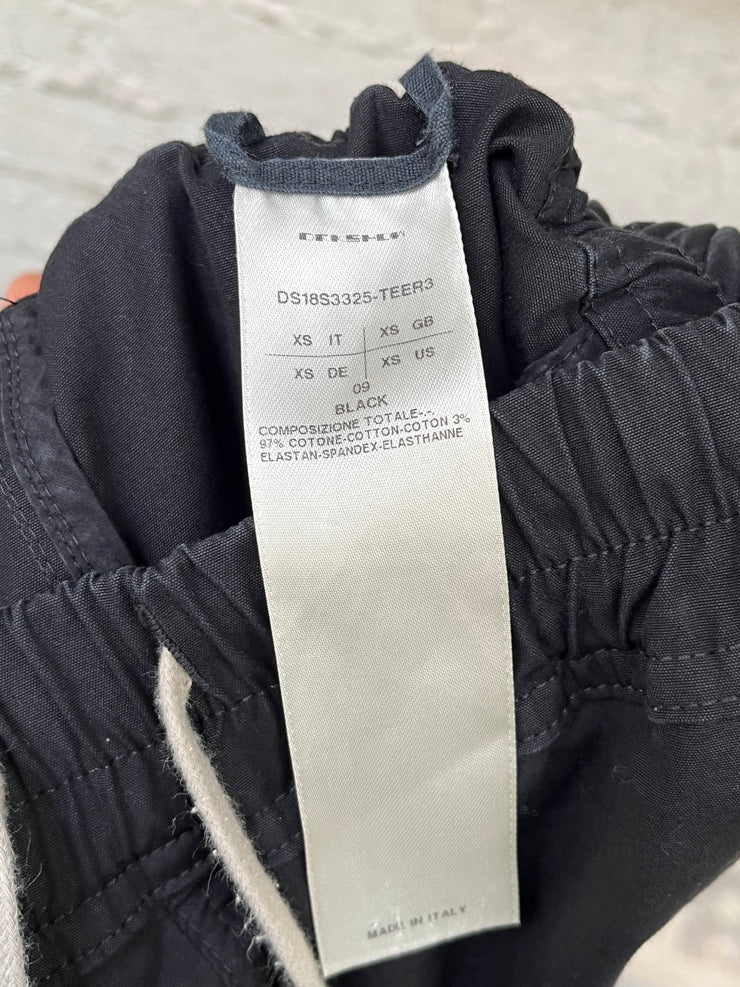 DRKSHDW
DS18S3325-TEER3
XS IT XS GB
XS DE XS US
09
BLACK
COMPOSIZIONE TOTALE-.-.
97% COTONE-COTTON-COTON 3%
ELASTAN-SPANDEX-ELASTHANNE
MADE IN ITALY